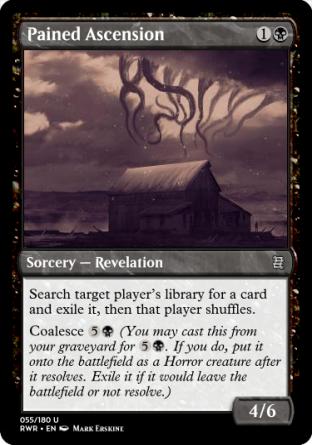 Pained Ascension 1
Sorcery — Revelation
Search target player's library for a card
and exile it, then that player shuffles.
Coalesce 5 (You may cast this from
your graveyard for 5. If you do, put it
onto the battlefield as a Horror creature after
it resolves. Exile it if it would leave the
battlefield or not resolve.)
4/6
055/180 U
RWR • EN Mark Erskine